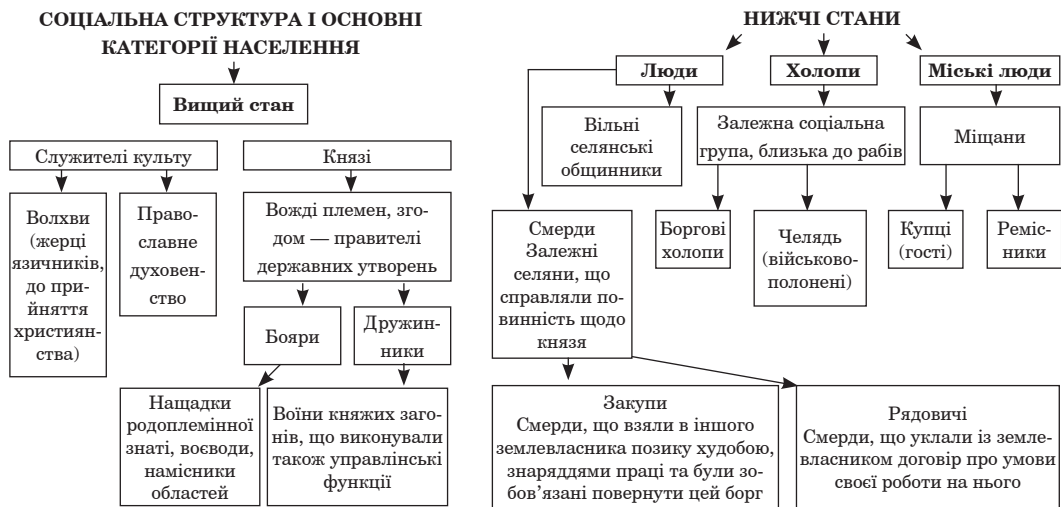 СОЦІАЛЬНА СТРУКТУРА І ОСНОВНІ
КАТЕГОРІЇ НАСЕЛЕННЯ
Вищий стан
Служителі культу
Князі
Волхви
(жерці
язичників,
до при-
йняття
християн-
ства)
Право-
славне
духовен-
ство
Вожді племен, зго-
дом — правителі
державних утворень
Бояри
Дружин-
ники
Нащадки
родоплемінної
знаті, воєводи,
намісники
областей
Воїни княжих заго-
нів, що виконували
також управлінські
функції
НИЖЧІ СТАНИ
Люди
Холопи
Міські люди
Вільні
селянські
общинники
Залежна соціальна
група, близька до рабів
Міщани
Смерди
Залежні
селяни, що
справляли по-
винність щодо
князя
Боргові
холопи
Челядь
(військово-
полонені)
Купці
(гості)
Реміс-
ники
Закупи
Смерди, що взяли в іншого
землевласника позику худобою,
знаряддями праці та були зо-
бов’язані повернути цей борг
Рядовичі
Смерди, що уклали із земле-
власником договір про умови
своєї роботи на нього